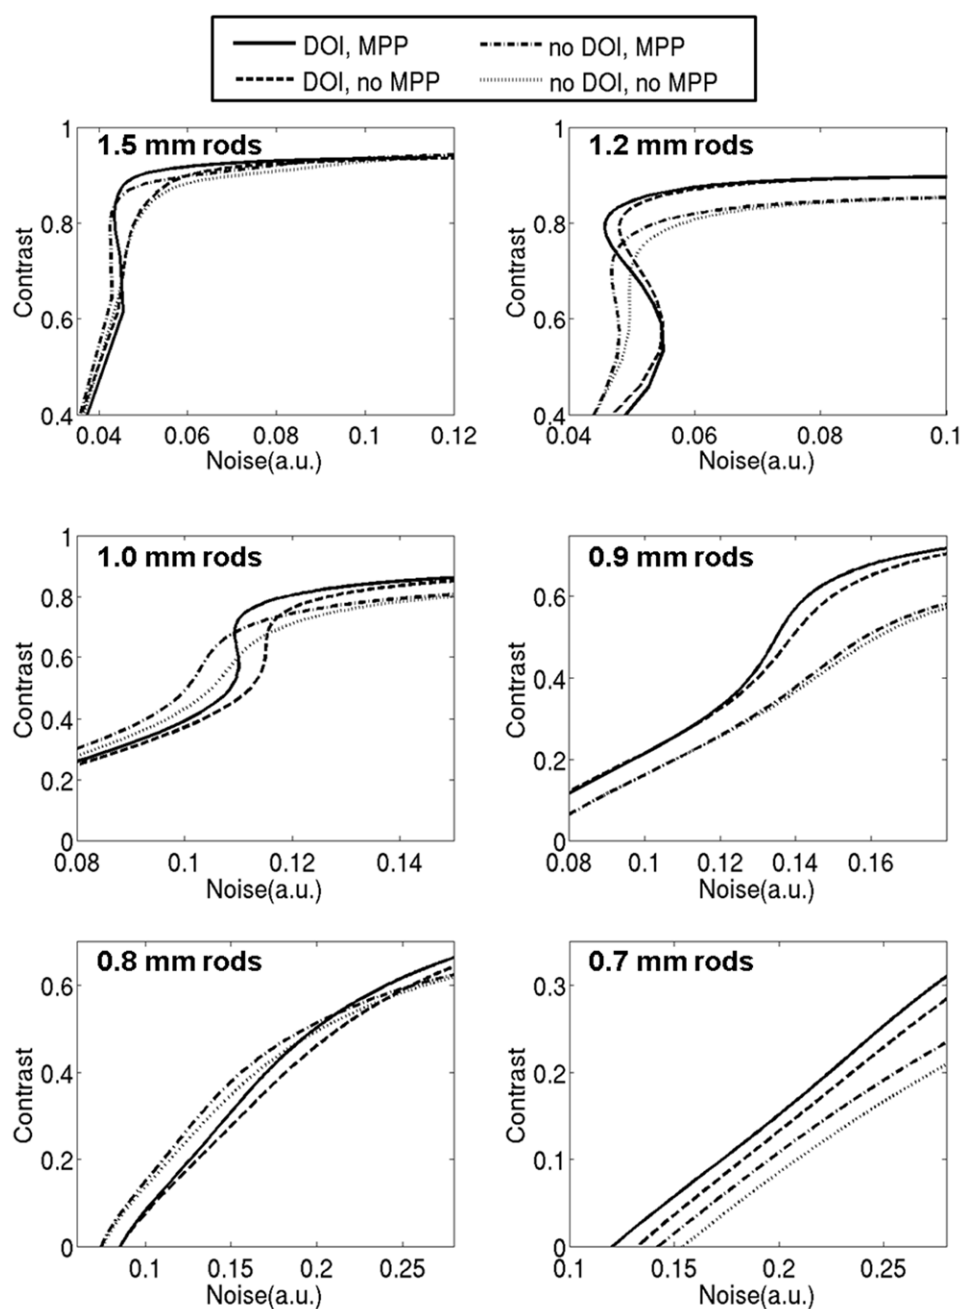 DOI, MPP
no DOI, MPP
DOI, no MPP
no DOI, no MPP
1.5 mm rods
Contrast
1
0.8
0.6
0.4
0.04 0.06 0.08 0.1 0.12
Noise(a.u.)
1.2 mm rods
Contrast
1
0.8
0.6
0.4
0.04 0.06 0.08 0.1
Noise(a.u.)
1.0 mm rods
Contrast
1
0.8
0.6
0.4
0.2
0
0.08 0.1 0.12 0.14
Noise(a.u.)
0.9 mm rods
Contrast
0.6
0.4
0.2
0
0.08 0.1 0.12 0.14 0.16
Noise(a.u.)
0.8 mm rods
Contrast
0.6
0.4
0.2
0
0.1 0.15 0.2 0.25
Noise(a.u.)
0.7 mm rods
Contrast
0.3
0.2
0.1
0
0.1 0.15 0.2 0.25
Noise(a.u.)